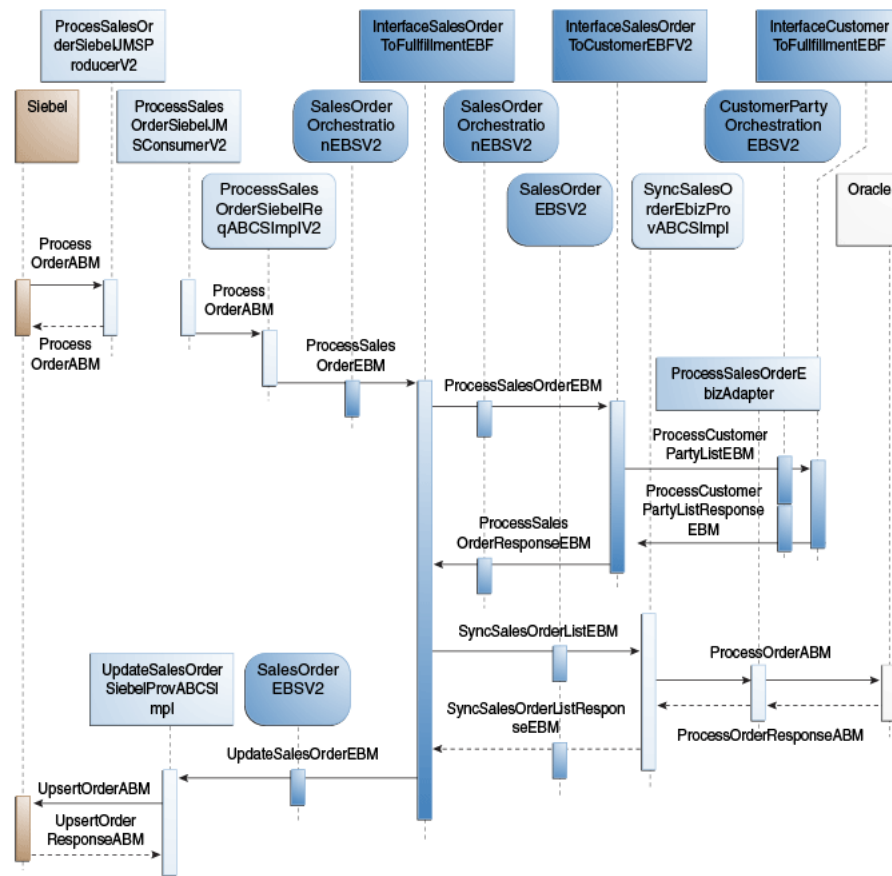 ProcesSalesOr
derSiebelJMSP
roducerV2
InterfaceSalesOrder
ToFullfillmentEBF
InterfaceSalesOrder
ToCustomerEBFV2
InterfaceCustomer
ToFullfillmentEBF
Siebel
ProcessSales
OrderSiebelJM
SConsumerV2
SalesOrder
Orchestratio
nEBSV2
SalesOrder
Orchestratio
nEBSV2
CustomerParty
Orchestration
EBSV2
ProcessSales
OrderSiebelRe
qABCSImplV2
SalesOrder
EBSV2
SyncSalesO
rderEbizPro
vABCSImpl
Oracle
Process
OrderABM
Process
OrderABM
Process
OrderABM
ProcessSales
OrderEBM
ProcessSalesOrderEBM
ProcessSalesOrderE
bizAdapter
ProcessCustomer
PartyListEBM
ProcessCustomer
PartyListResponse
EBM
ProcessSales
OrderResponseEBM
SyncSalesOrderListEBM
ProcessOrderABM
UpdateSalesOrder
SiebelProvABCSI
mpl
SalesOrder
EBSV2
SyncSalesOrderListRespon
seEBM
ProcessOrderResponseABM
UpdateSalesOrderEBM
UpsertOrderABM
UpsertOrder
ResponseABM